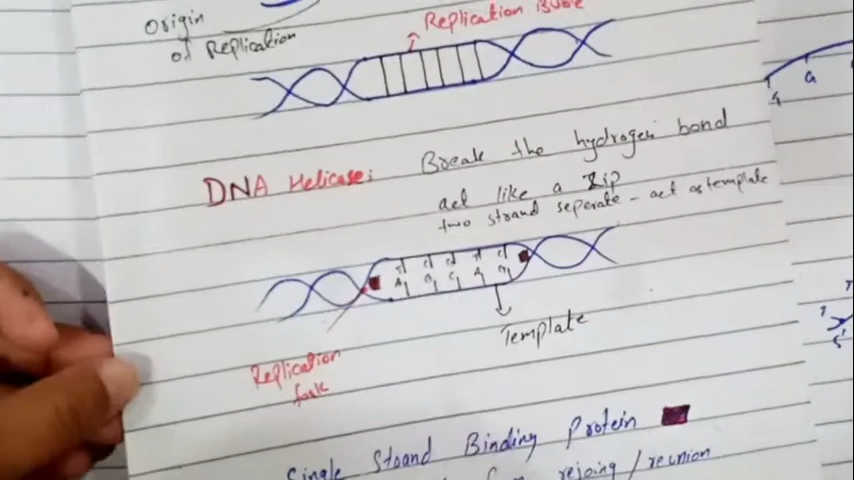 Origin
of Replication
Replication Bube
DNA Helicase: Break the hydrogen bond
act like a Zip
two strand seperate - act as template
Template
Replication
fork
Single Strand Binding Protein
rejoing / reunion